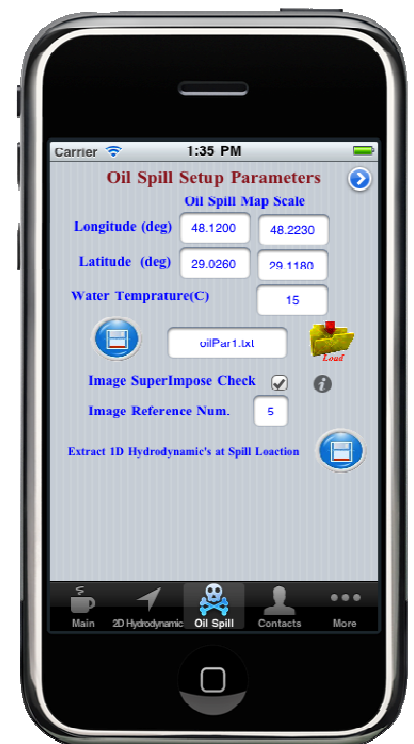 Carrier 1:35 PM
Oil Spill Setup Parameters
Oil Spill Map Scale
Longitude (deg) 48.1200 48.2230
Latitude (deg) 29.0260 29.1180
Water Temprature(C) 15
oilPar1.txt Load
Image SuperImpose Check i
Image Reference Num. 5
Extract 1D Hydrodynamic's at Spill Loaction
Main 2D Hydrodynamic Oil Spill Contacts More